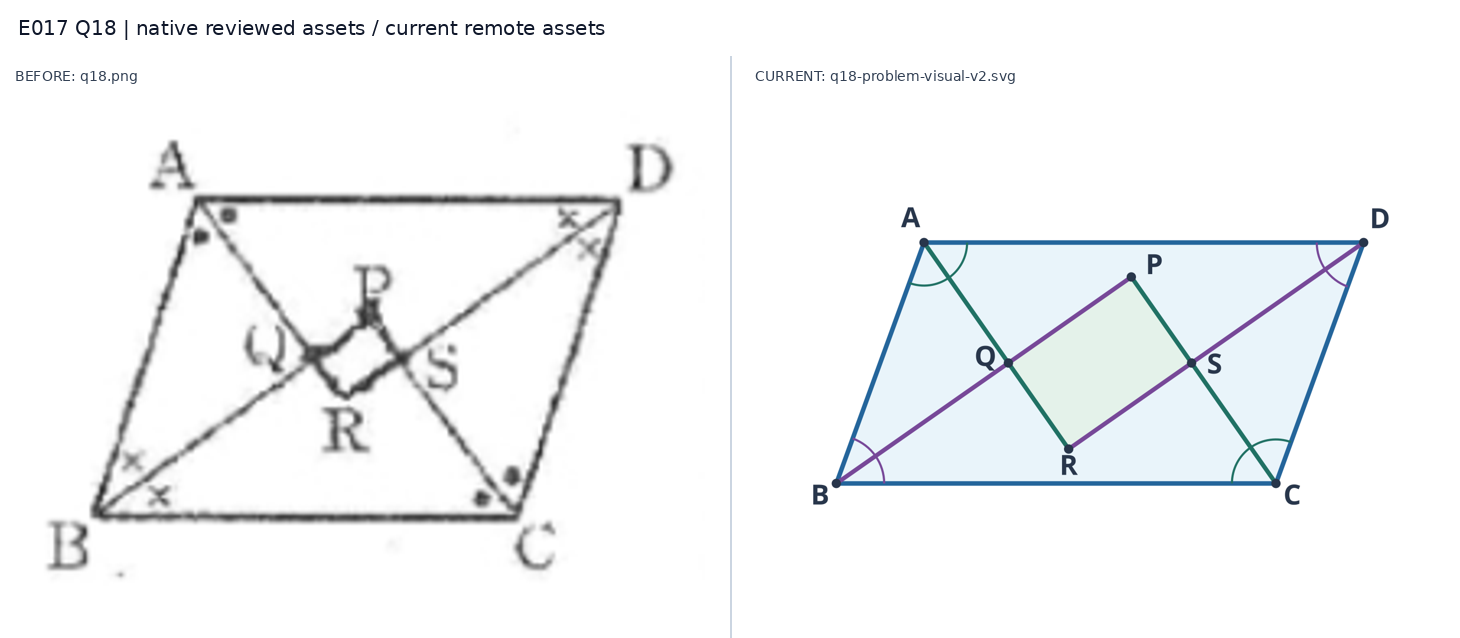 E017 Q18 | native reviewed assets / current remote assets
BEFORE: q18.png
CURRENT: q18-problem-visual-v2.svg
A
D
P
Q
S
R
B
C
A
D
P
Q
S
R
B
C